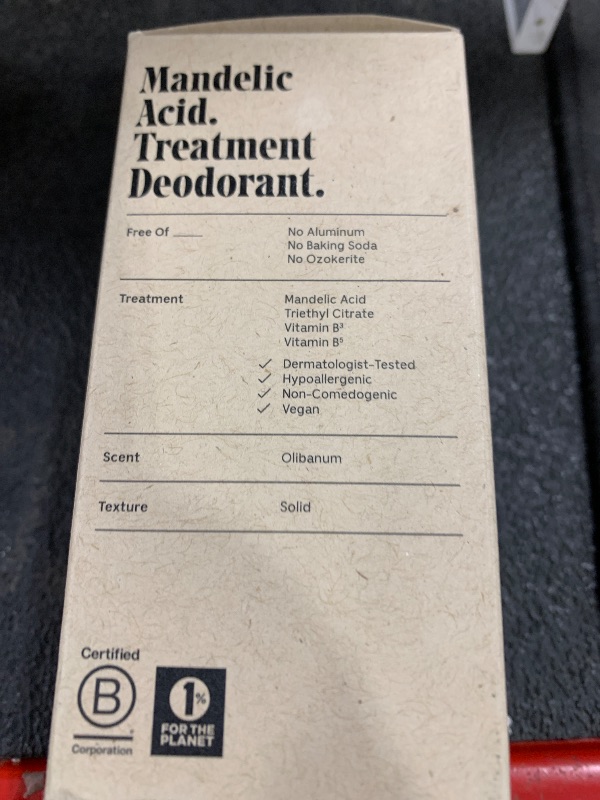 Mandelic
Acid.
Treatment
Deodorant.
Free Of ____ No Aluminum
No Baking Soda
No Ozokerite
Treatment Mandelic Acid
Triethyl Citrate
Vitamin B³
Vitamin B⁵
✓ Dermatologist-Tested
✓ Hypoallergenic
✓ Non-Comedogenic
✓ Vegan
Scent Olibanum
Texture Solid
Certified
B
Corporation
1%
FOR THE
PLANET